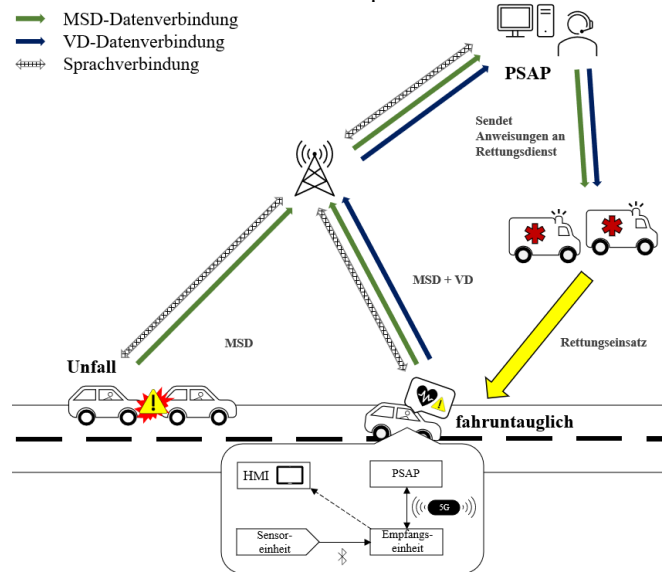 MSD-Datenverbindung
VD-Datenverbindung
Sprachverbindung
PSAP
Sendet
Anweisungen an
Rettungsdienst
MSD + VD
MSD
Rettungseinsatz
Unfall
fahruntauglich
HMI
PSAP
5G
Sensor-
einheit
Empfangs-
einheit